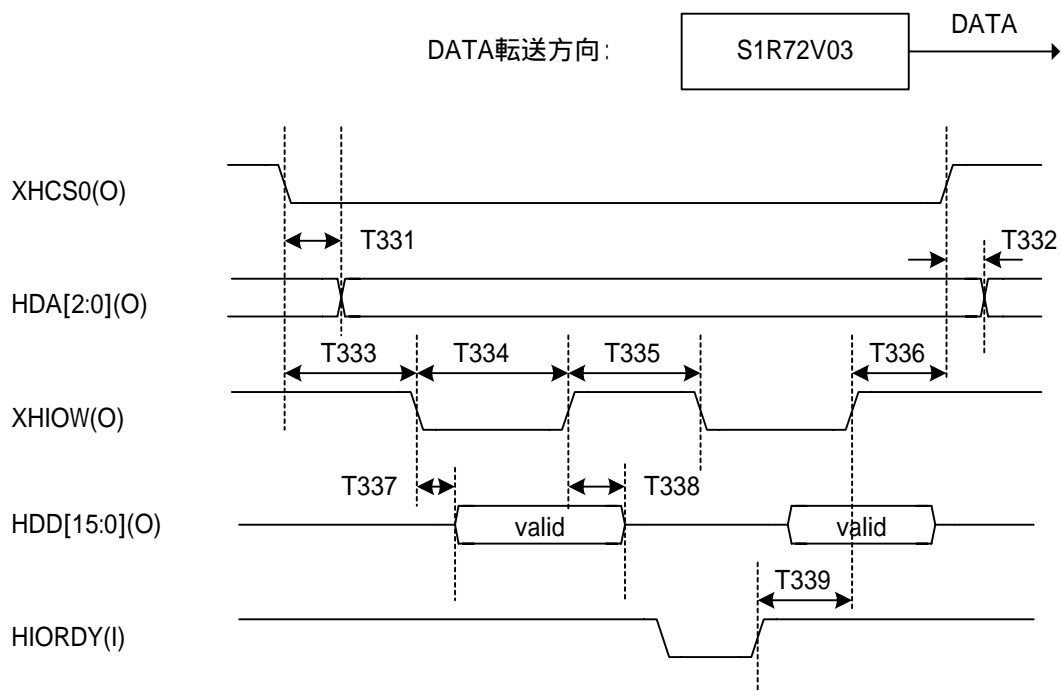 DATA転送方向:
S1R72V03
DATA
XHCS0(O)
T331
T332
HDA[2:0](O)
T333
T334
T335
T336
XHIOW(O)
T337
T338
HDD[15:0](O)
valid
valid
T339
HIORDY(I)